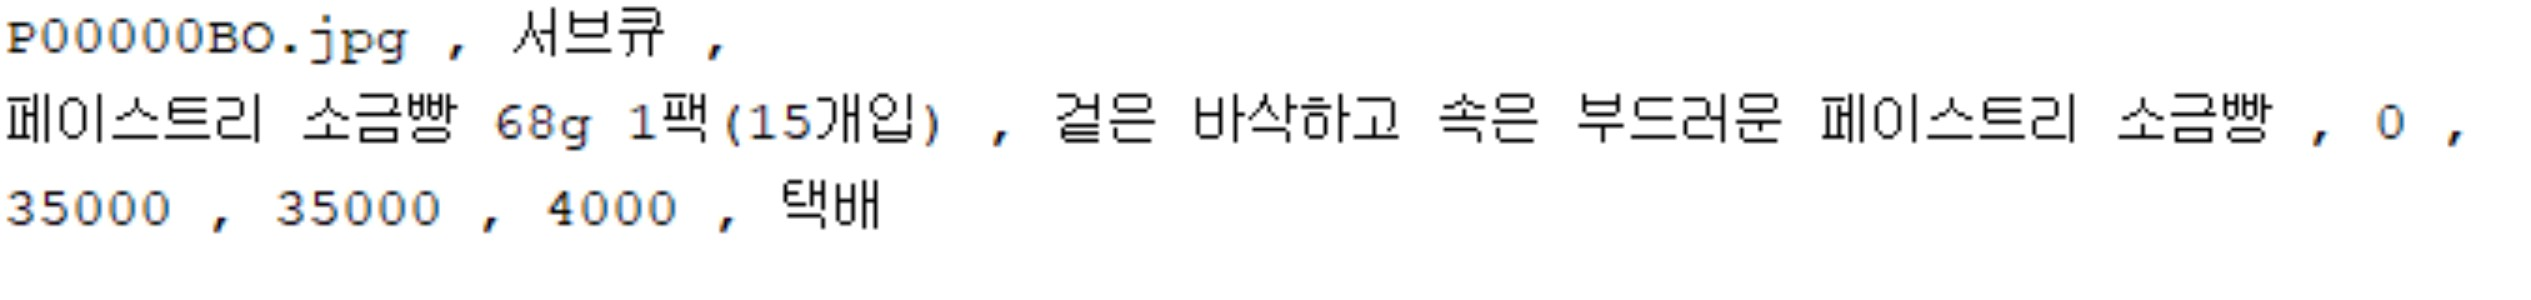 P00000BO.jpg , 서브큐 ,
페이스트리 소금빵 68g 1팩(15개입) , 겉은 바삭하고 속은 부드러운 페이스트리 소금빵 , 0 ,
35000 , 35000 , 4000 , 택배